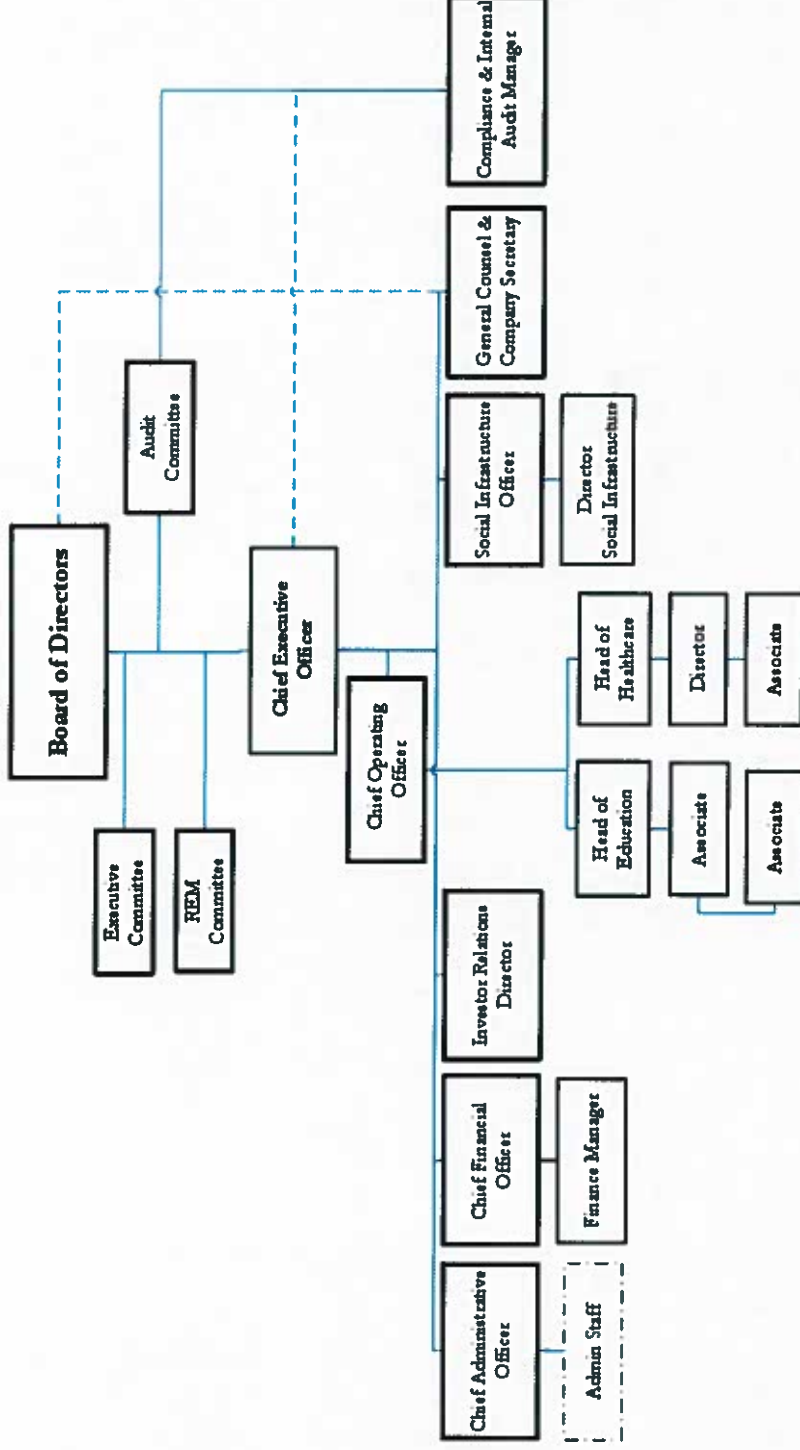 Board of Directors
Executive
Committee
REM
Committee
Audit
Committee
Chief Executive
Officer
Chief Operating
Officer
Chief Administrative
Officer
Chief Financial
Officer
Investor Relations
Director
Social Infrastructure
Officer
General Counsel &
Company Secretary
Compliance & Internal
Audit Manager
Admin Staff
Finance Manager
Head of
Education
Head of
Healthcare
Director
Social Infrastructure
Associate
Director
Associate
Associate